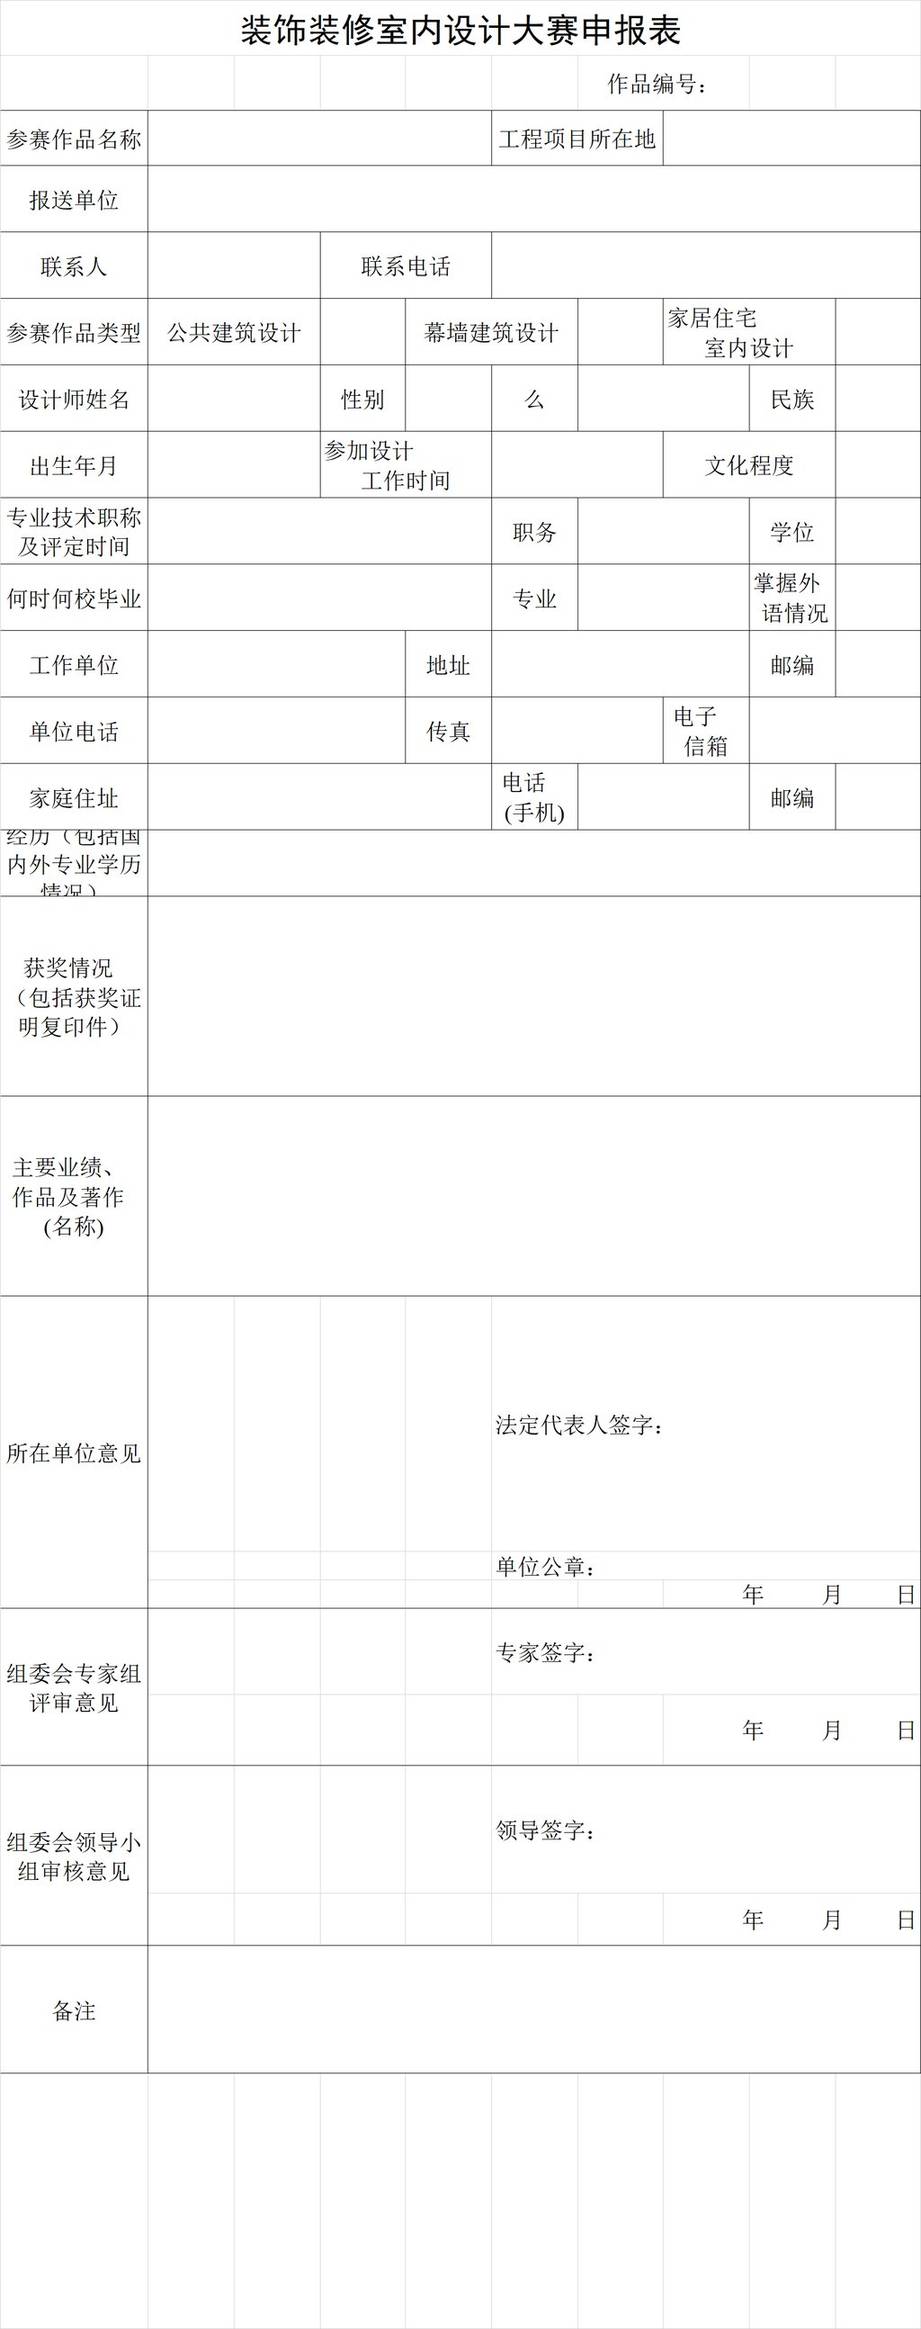 装饰装修室内设计大赛申报表
作品编号：
参赛作品名称 工程项目所在地
报送单位
联系人 联系电话
参赛作品类型 公共建筑设计 幕墙建筑设计 家居住宅
室内设计
设计师姓名 性别 么 民族
出生年月 参加设计
工作时间 文化程度
专业技术职称
及评定时间 职务 学位
何时何校毕业 专业 掌握外
语情况
工作单位 地址 邮编
单位电话 传真 电子
信箱
家庭住址 电话
(手机) 邮编
经历（包括国
内外专业学历
情况）
获奖情况
（包括获奖证
明复印件）
主要业绩、
作品及著作
(名称)
所在单位意见
法定代表人签字：
单位公章：
年 月 日
组委会专家组
评审意见
专家签字：
年 月 日
组委会领导小
组审核意见
领导签字：
年 月 日
备注